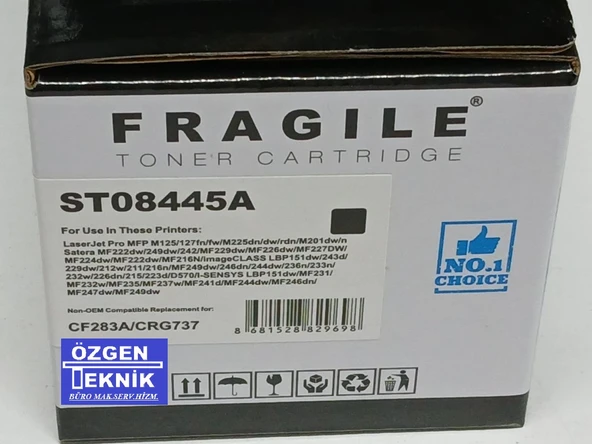 FRAGILE®
TONER CARTRIDGE
ST08445A
For Use In These Printers:
LaserJet Pro MFP M125/127fn/fw/M225dn/dw/rdn/M201dw/n
Satera MF222dw/249dw/242/MF229dw/MF226dw/MF227DW/
MF224dw/MF222dw/MF216N/imageCLASS LBP151dw/243d/
229dw/212w/211/216n/MF249dw/246dn/244dw/236n/233n/
232w/226dn/215/223d/D570/I-SENSYS LBP151dw/MF231/
MF232w/MF235/MF237w/MF241d/MF244dw/MF246dn/
MF247dw/MF249dw
Non-OEM Compatible Replacement for:
CF283A/CRG737
8 681528 829698
NO.1
CHOICE
ÖZGEN
TEKNİK
BÜRO MAK.SERV.HİZM.